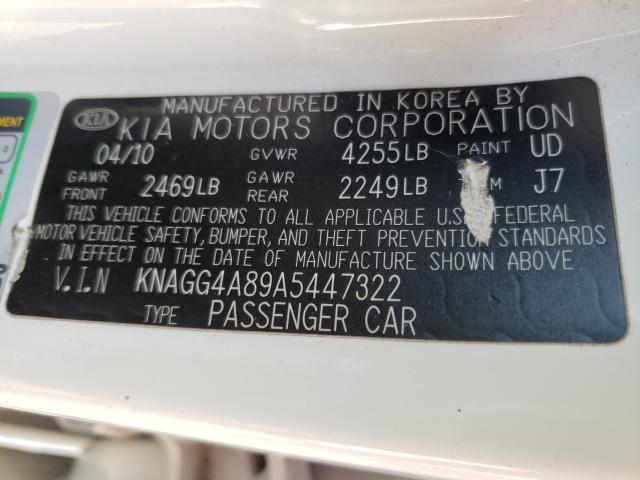 MANUFACTURED IN KOREA BY
KIA KIA MOTORS CORPORATION
04/10 GVWR 4255LB PAINT UD
GAWR FRONT 2469LB GAWR REAR 2249LB M J7
THIS VEHICLE CONFORMS TO ALL APPLICABLE U.S. FEDERAL
MOTOR VEHICLE SAFETY, BUMPER, AND THEFT PREVENTION STANDARDS
IN EFFECT ON THE DATE OF MANUFACTURE SHOWN ABOVE.
V.I.N KNAGG4A89A5447322
TYPE PASSENGER CAR